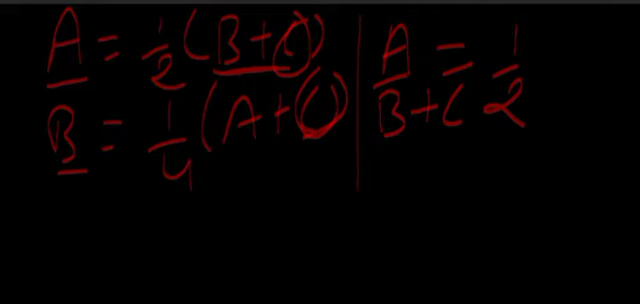 A = 1/2 (B+C)
B = 1/4 (A+C)
A/B+C = 1/2